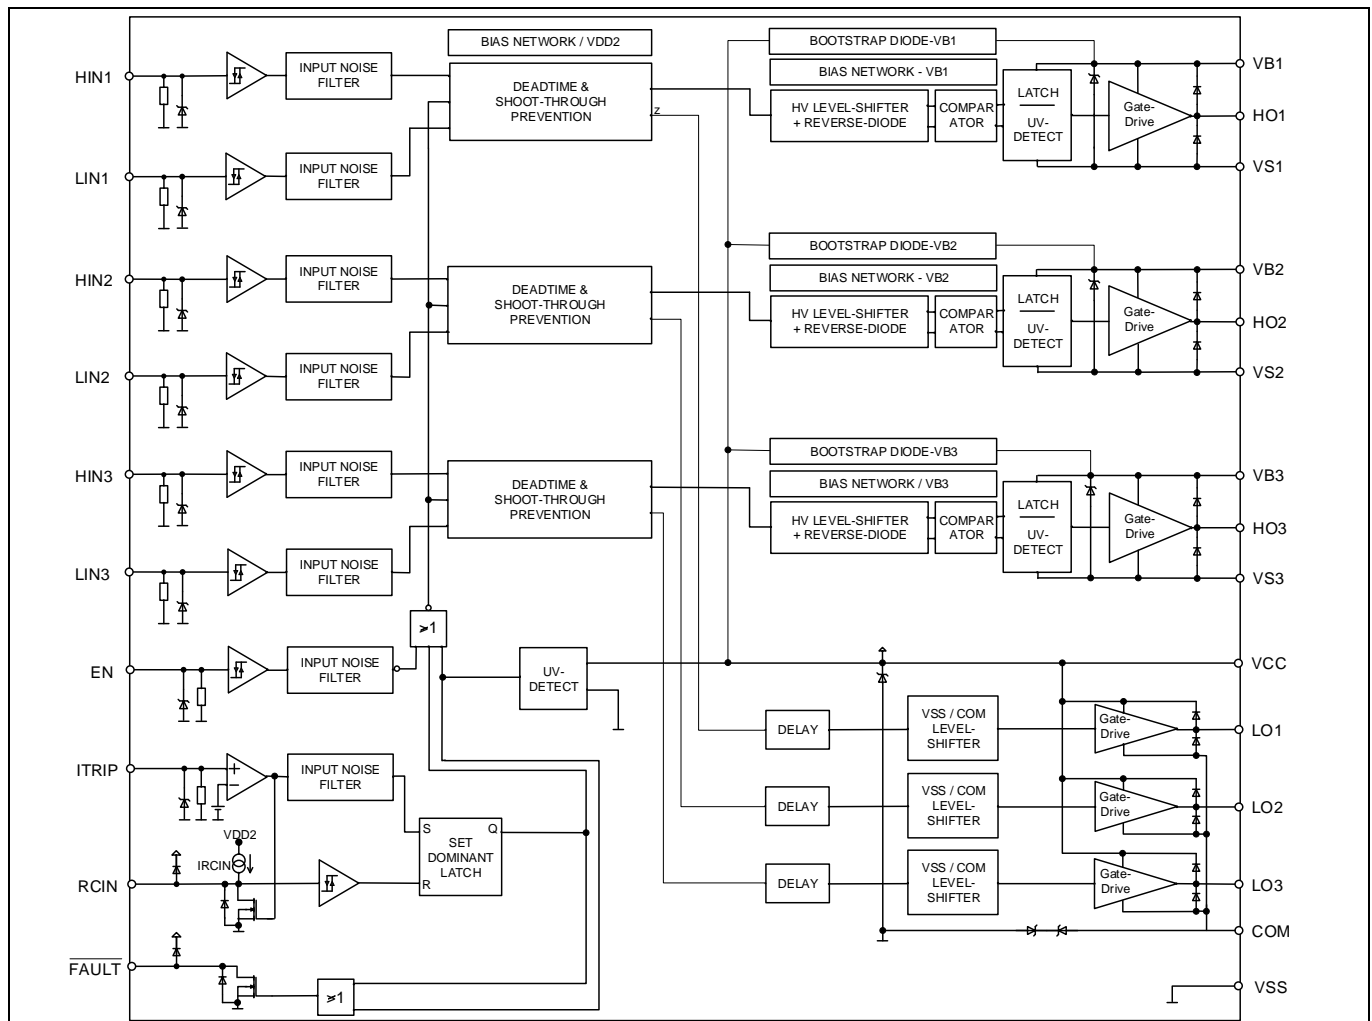 BIAS NETWORK / VDD2
BOOTSTRAP DIODE-VB1
HIN1
INPUT NOISE
FILTER
DEADTIME &
SHOOT-THROUGH
PREVENTION
z
BIAS NETWORK - VB1
HV LEVEL-SHIFTER
+ REVERSE-DIODE
COMPAR
ATOR
LATCH
UV-
DETECT
Gate-
Drive
VB1
HO1
VS1
LIN1
INPUT NOISE
FILTER
BOOTSTRAP DIODE-VB2
HIN2
INPUT NOISE
FILTER
DEADTIME &
SHOOT-THROUGH
PREVENTION
BIAS NETWORK - VB2
HV LEVEL-SHIFTER
+ REVERSE-DIODE
COMPAR
ATOR
LATCH
UV-
DETECT
Gate-
Drive
VB2
HO2
VS2
LIN2
INPUT NOISE
FILTER
BOOTSTRAP DIODE-VB3
HIN3
INPUT NOISE
FILTER
DEADTIME &
SHOOT-THROUGH
PREVENTION
BIAS NETWORK / VB3
HV LEVEL-SHIFTER
+ REVERSE-DIODE
COMPAR
ATOR
LATCH
UV-
DETECT
Gate-
Drive
VB3
HO3
VS3
LIN3
INPUT NOISE
FILTER
≥1
EN
INPUT NOISE
FILTER
UV-
DETECT
VCC
DELAY
VSS / COM
LEVEL-
SHIFTER
Gate-
Drive
LO1
ITRIP
+
−
INPUT NOISE
FILTER
DELAY
VSS / COM
LEVEL-
SHIFTER
Gate-
Drive
LO2
VDD2
IRCIN
S
Q
SET
DOMINANT
LATCH
R
RCIN
DELAY
VSS / COM
LEVEL-
SHIFTER
Gate-
Drive
LO3
COM
FAULT
≥1
VSS